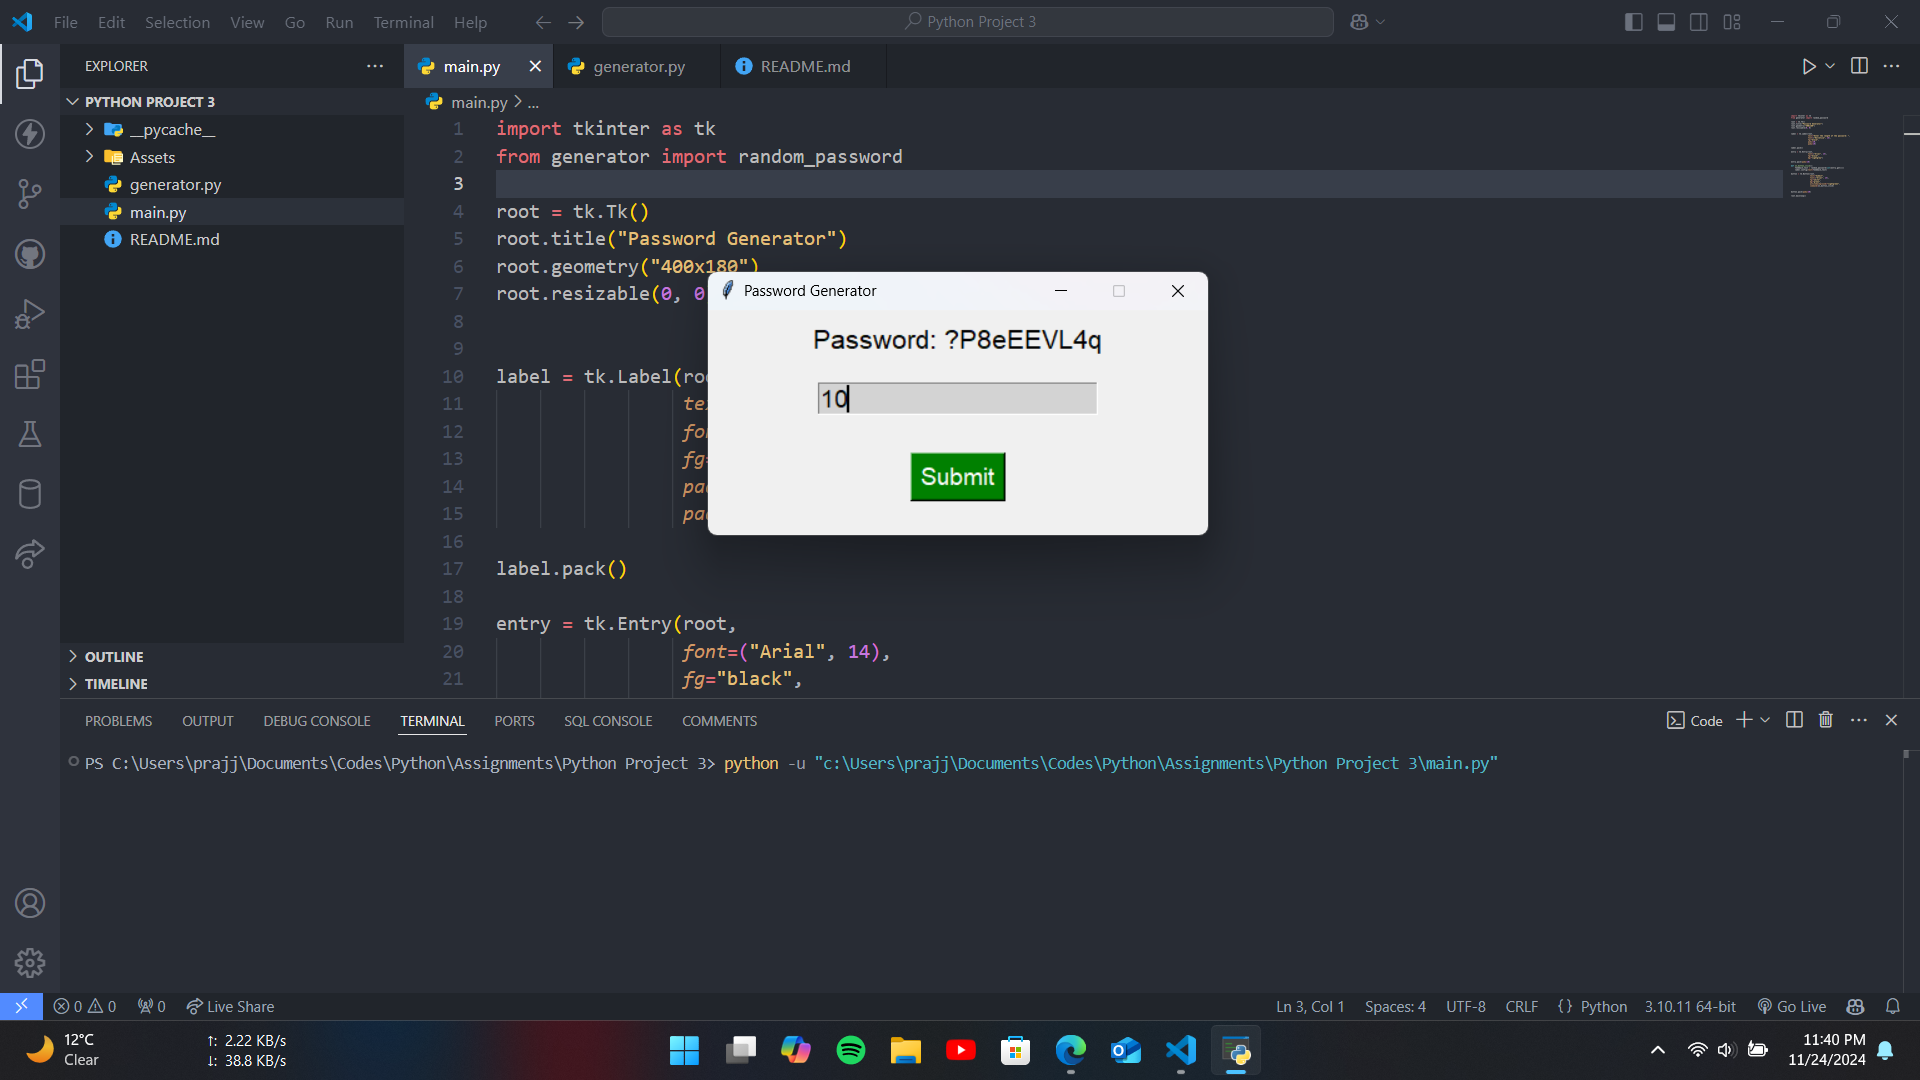 File Edit Selection View Go Run Terminal Help
Python Project 3
EXPLORER
PYTHON PROJECT 3
__pycache__
Assets
generator.py
main.py
README.md
OUTLINE
TIMELINE
main.py generator.py README.md
main.py > ...
1 import tkinter as tk
2 from generator import random_password
3
4 root = tk.Tk()
5 root.title("Password Generator")
6 root.geometry("400x180")
7 root.resizable(0, 0
8
9
10 label = tk.Label(
11
12
13 fg
14
15
16
17 label.pack()
18
19 entry = tk.Entry(root,
20 font=("Arial", 14),
21 fg="black",
Password Generator
Password: ?P8eEEVL4q
10
Submit
PROBLEMS OUTPUT DEBUG CONSOLE TERMINAL PORTS SQL CONSOLE COMMENTS
Code
PS C:\Users\prajj\Documents\Codes\Python\Assignments\Python Project 3> python -u "c:\Users\prajj\Documents\Codes\Python\Assignments\Python Project 3\main.py"
0 0 0 Live Share
Ln 3, Col 1 Spaces: 4 UTF-8 CRLF {} Python 3.10.11 64-bit Go Live
12°C
Clear
↑: 2.22 KB/s
↓: 38.8 KB/s
11:40 PM
11/24/2024